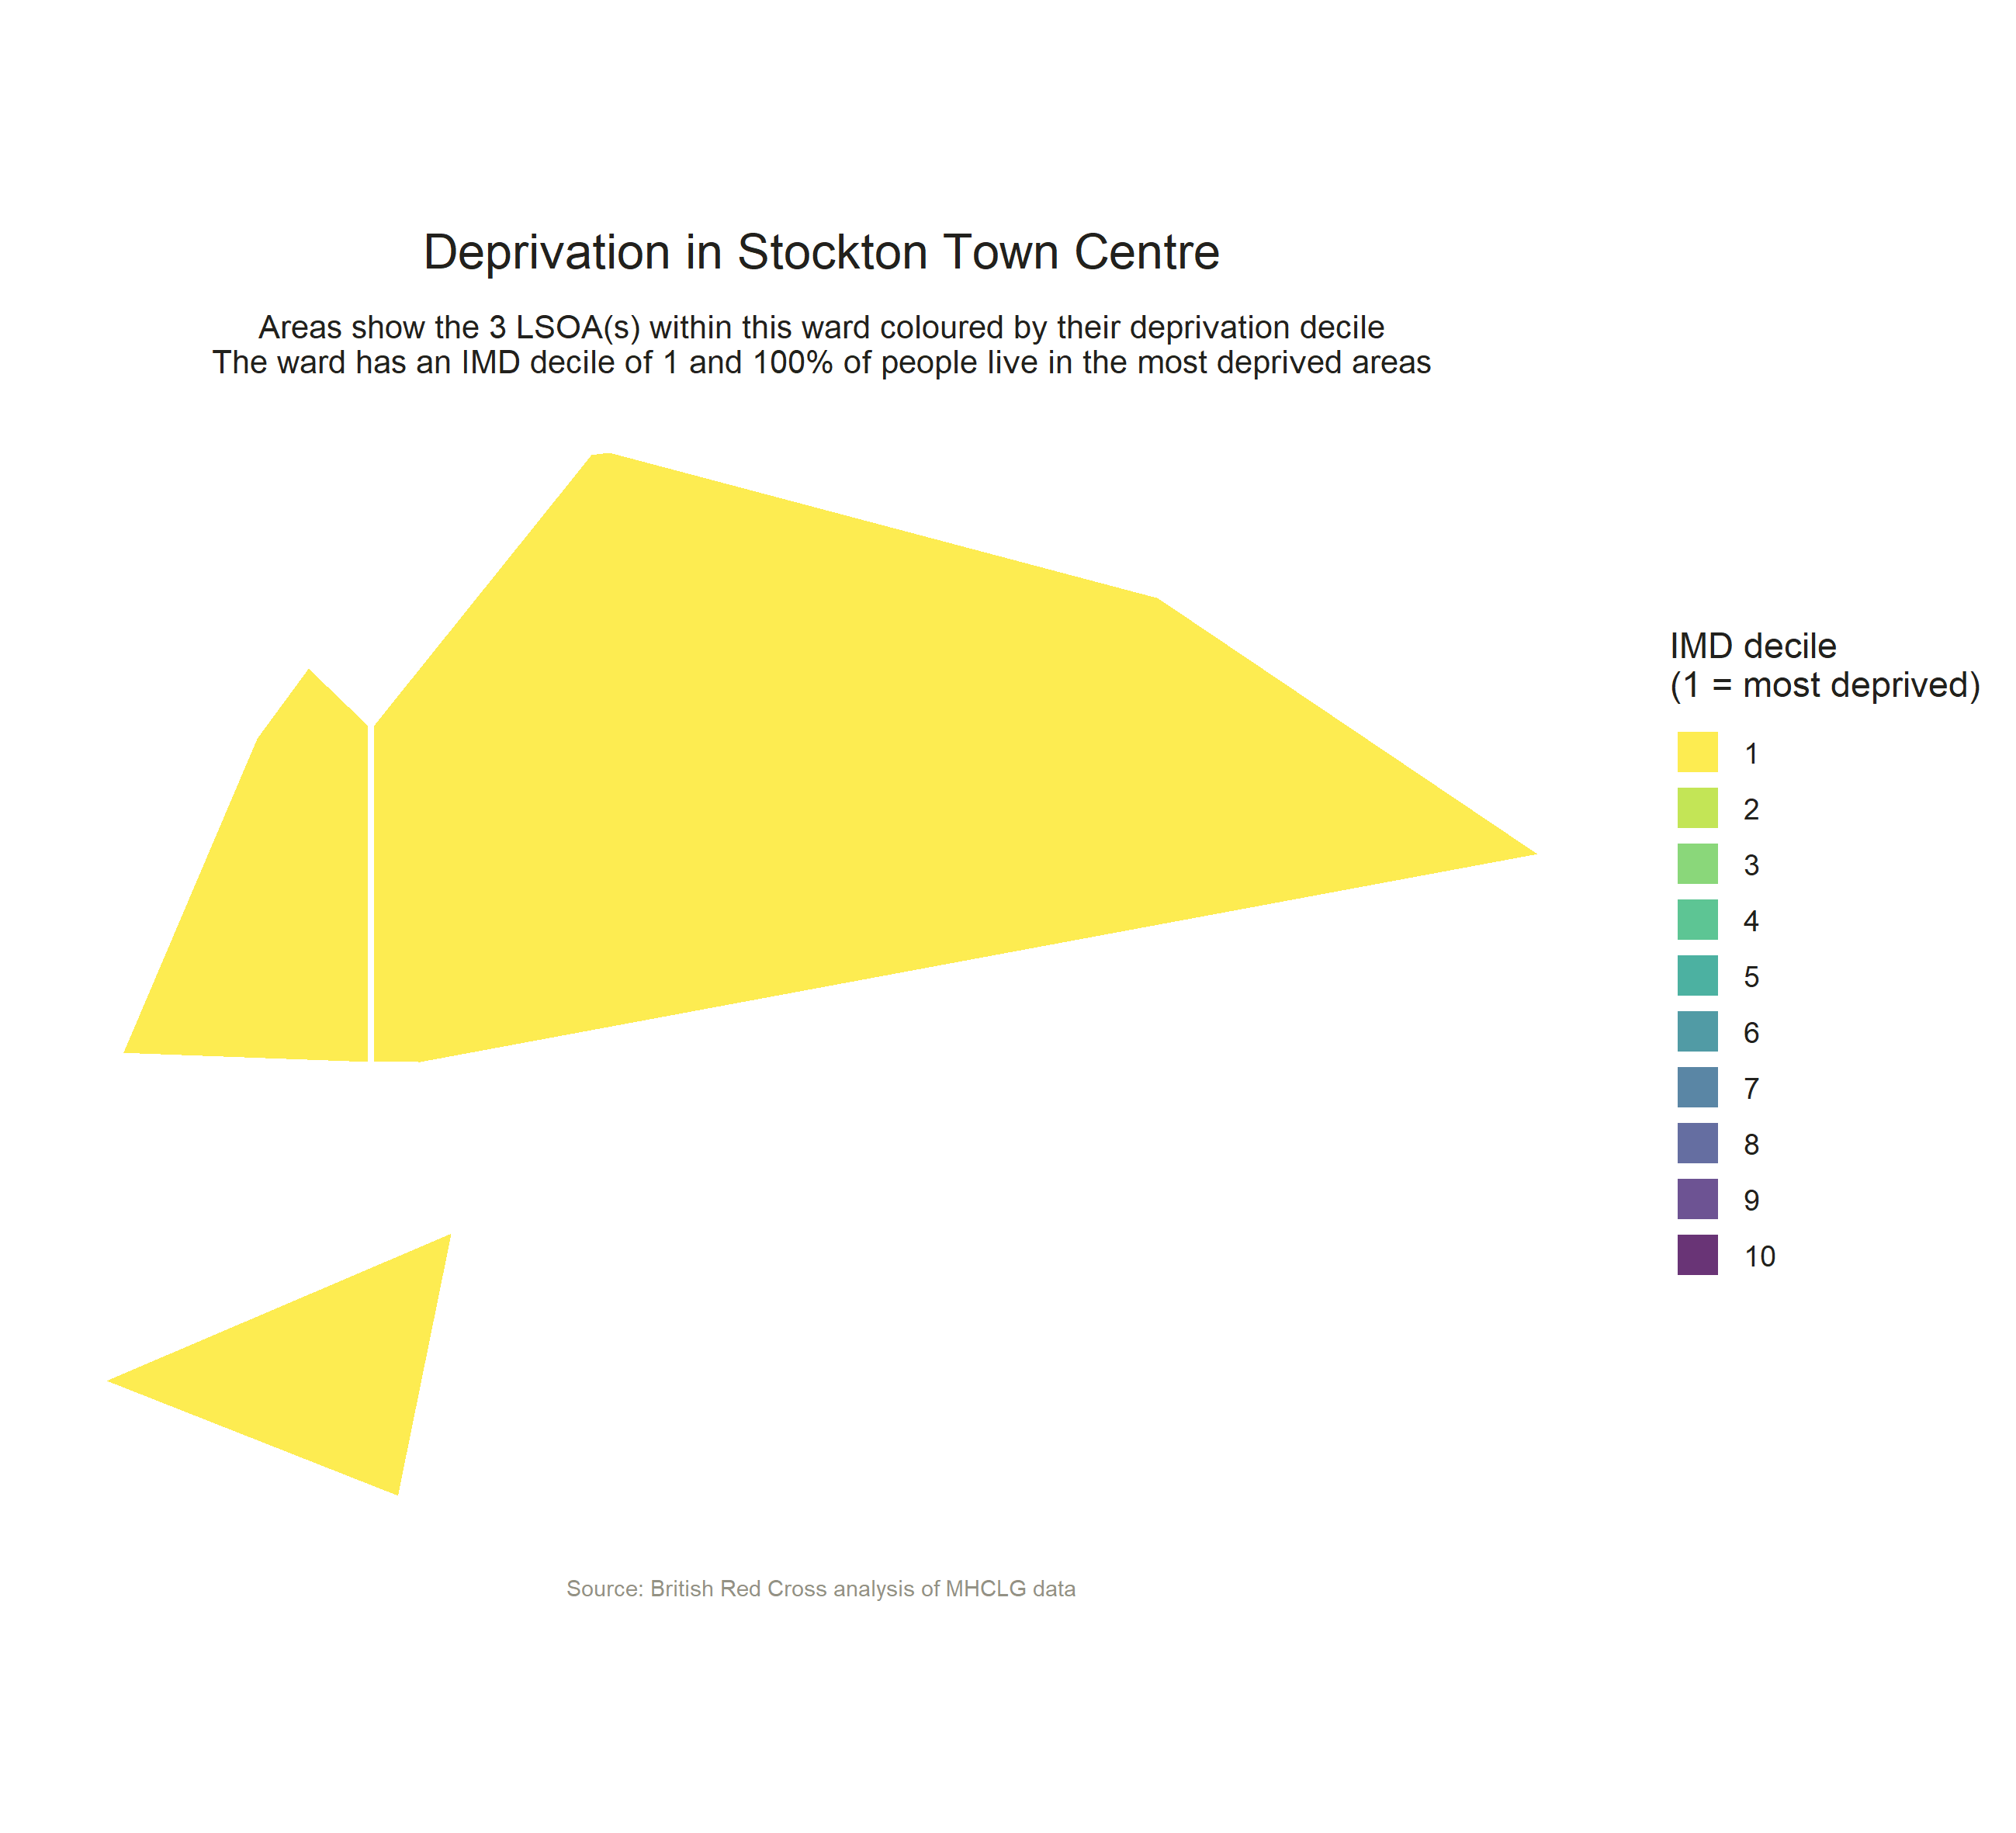 Deprivation in Stockton Town Centre
Areas show the 3 LSOA(s) within this ward coloured by their deprivation decile
The ward has an IMD decile of 1 and 100% of people live in the most deprived areas
IMD decile
(1 = most deprived)
1
2
3
4
5
6
7
8
9
10
Source: British Red Cross analysis of MHCLG data